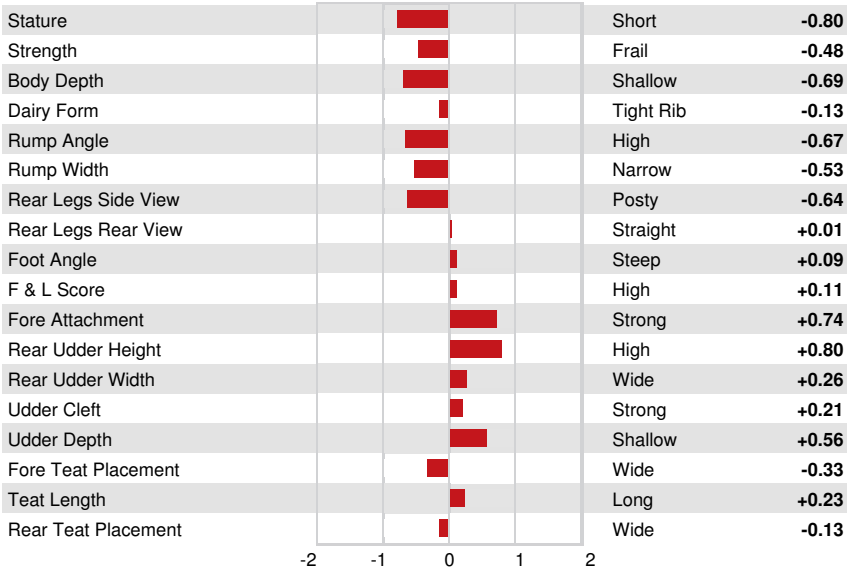 Stature Short -0.80
Strength Frail -0.48
Body Depth Shallow -0.69
Dairy Form Tight Rib -0.13
Rump Angle High -0.67
Rump Width Narrow -0.53
Rear Legs Side View Posty -0.64
Rear Legs Rear View Straight +0.01
Foot Angle Steep +0.09
F & L Score High +0.11
Fore Attachment Strong +0.74
Rear Udder Height High +0.80
Rear Udder Width Wide +0.26
Udder Cleft Strong +0.21
Udder Depth Shallow +0.56
Fore Teat Placement Wide -0.33
Teat Length Long +0.23
Rear Teat Placement Wide -0.13
-2 -1 0 1 2